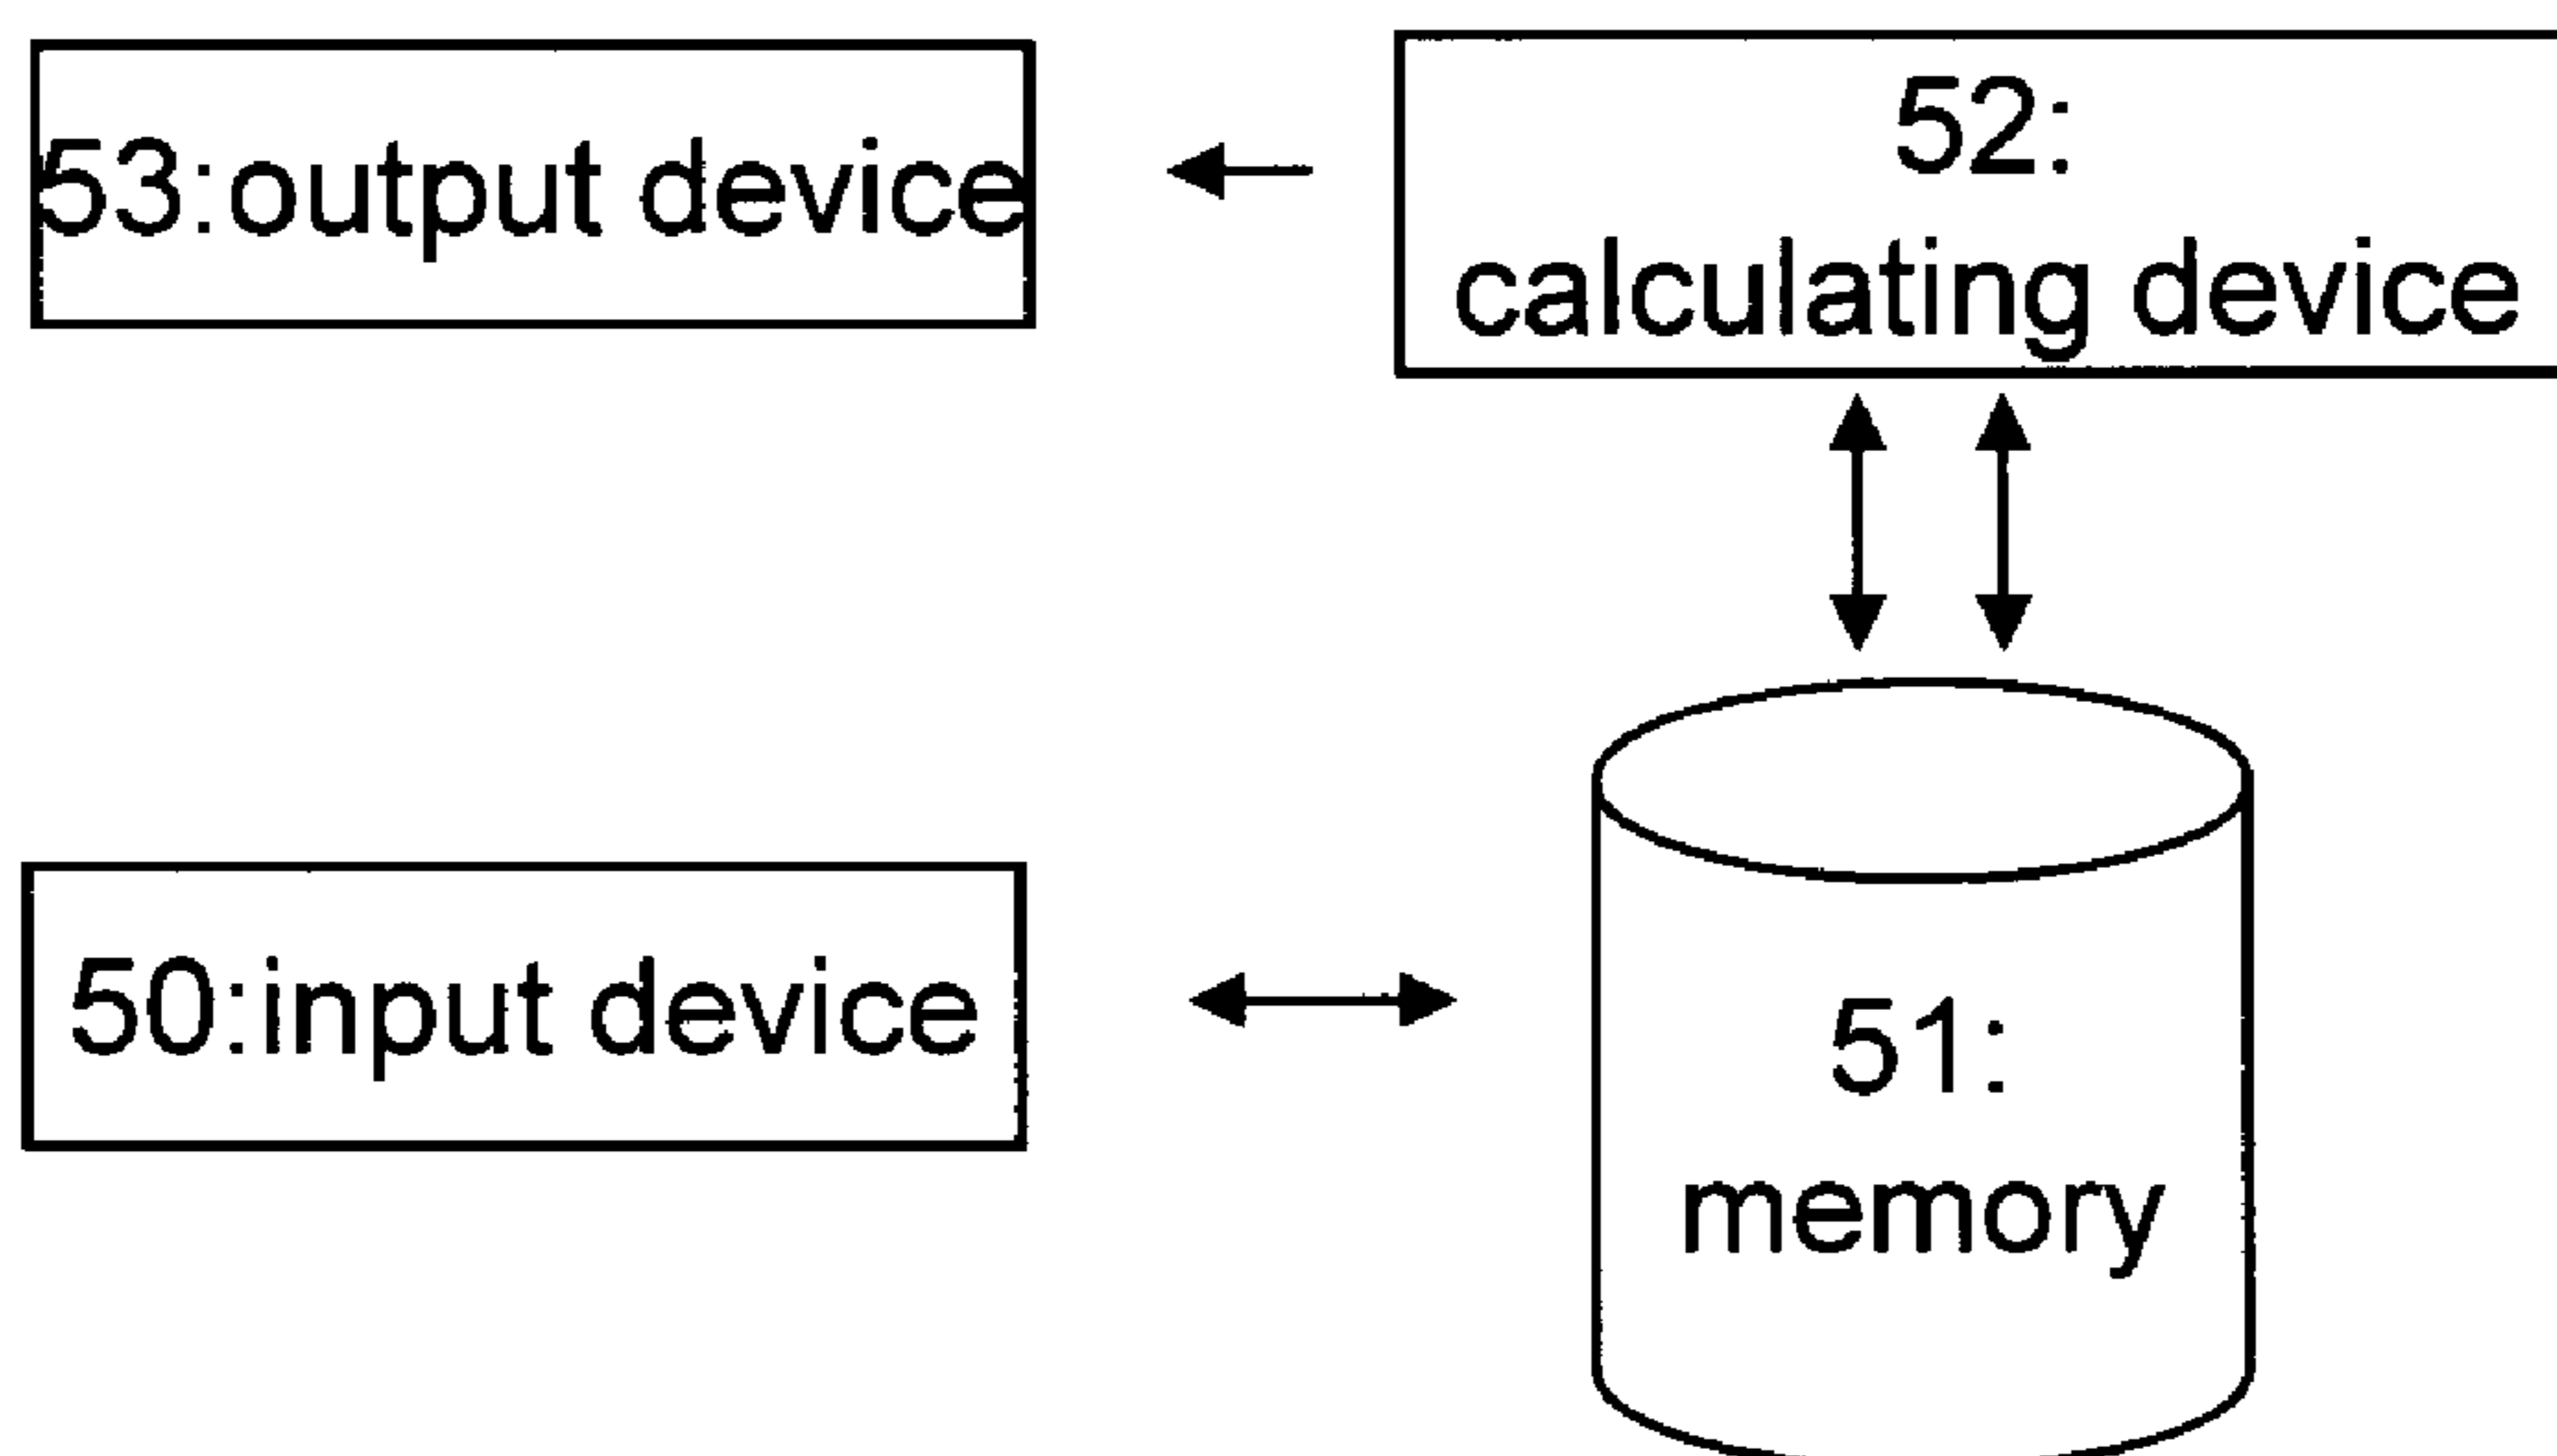 53:output device
52:
calculating device
50:input device
51:
memory